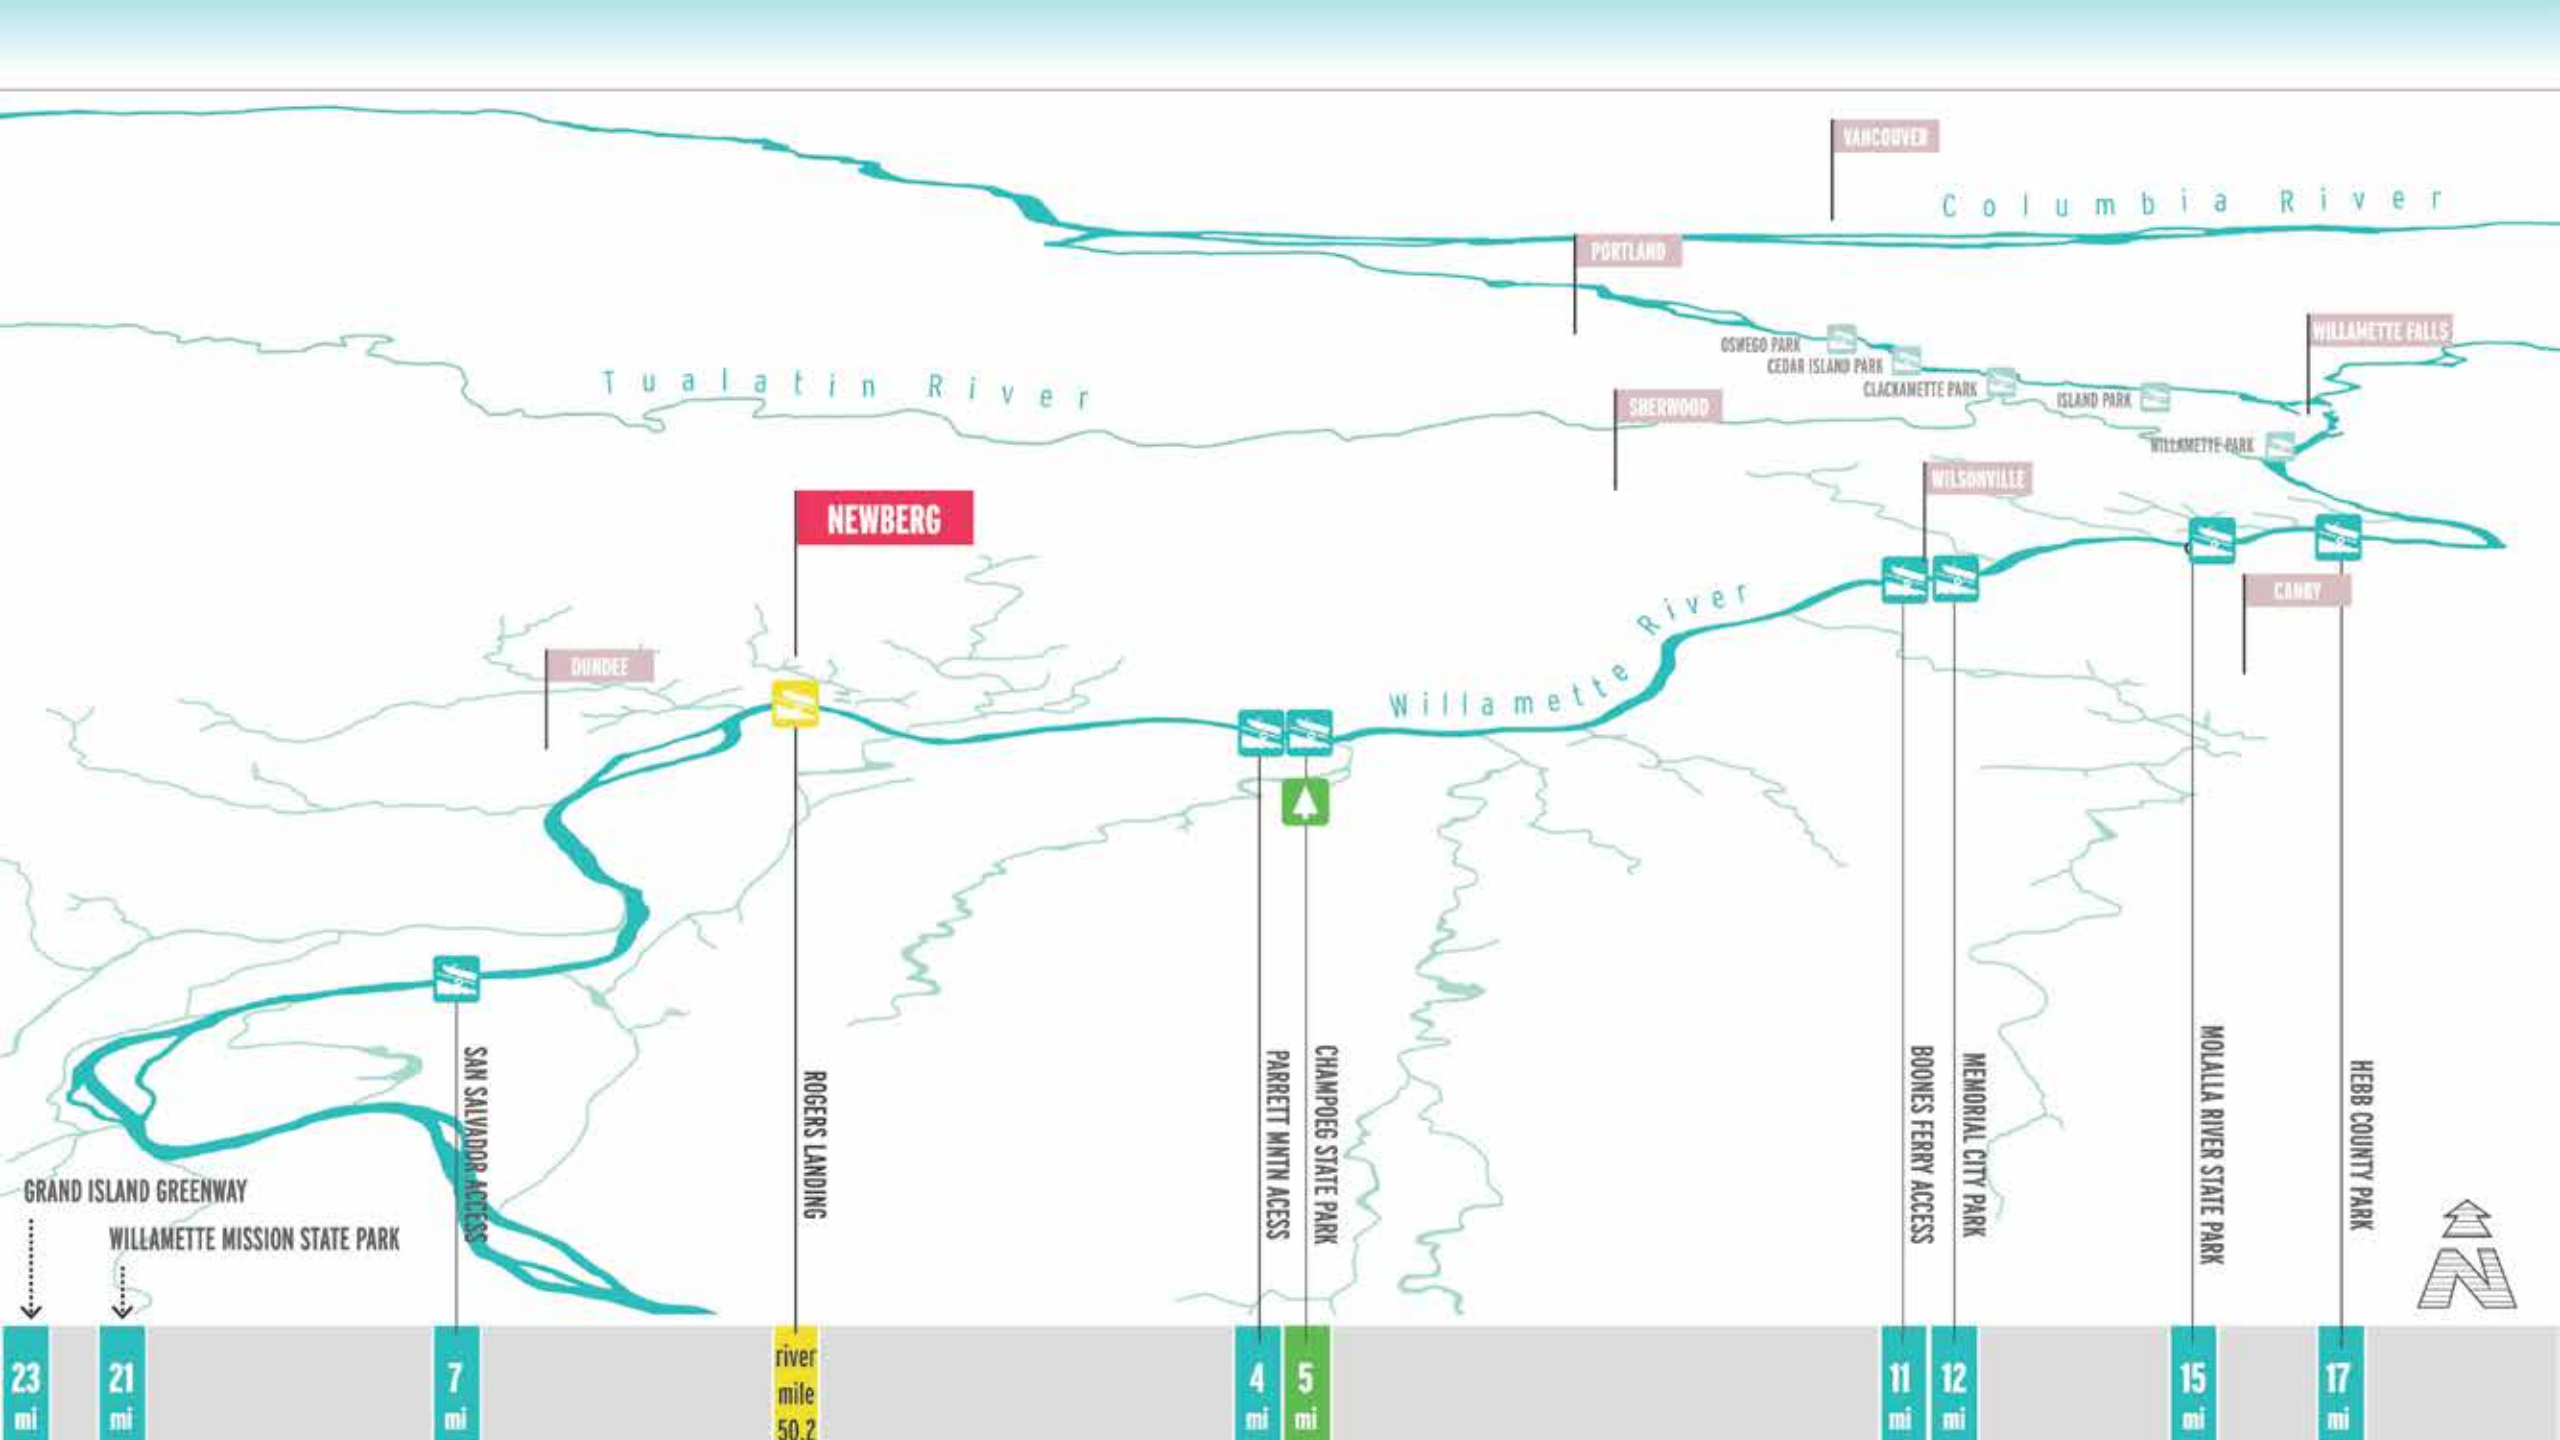 VANCOUVER
Columbia River
PORTLAND
WILLAMETTE FALLS
OSWEGO PARK
CEDAR ISLAND PARK
CLACKAMETTE PARK
ISLAND PARK
Tualatin River
SHERWOOD
WILLAMETTE PARK
WILSONVILLE
NEWBERG
CANBY
Willamette River
DUNDEE
SAN SALVADOR ACCESS
ROGERS LANDING
PARRETT MNTN ACESS
CHAMPOEG STATE PARK
BOONES FERRY ACCESS
MEMORIAL CITY PARK
MOLALLA RIVER STATE PARK
HEBB COUNTY PARK
GRAND ISLAND GREENWAY
WILLAMETTE MISSION STATE PARK
N
23
mi
21
mi
7
mi
river
mile
50.2
4
mi
5
mi
11
mi
12
mi
15
mi
17
mi